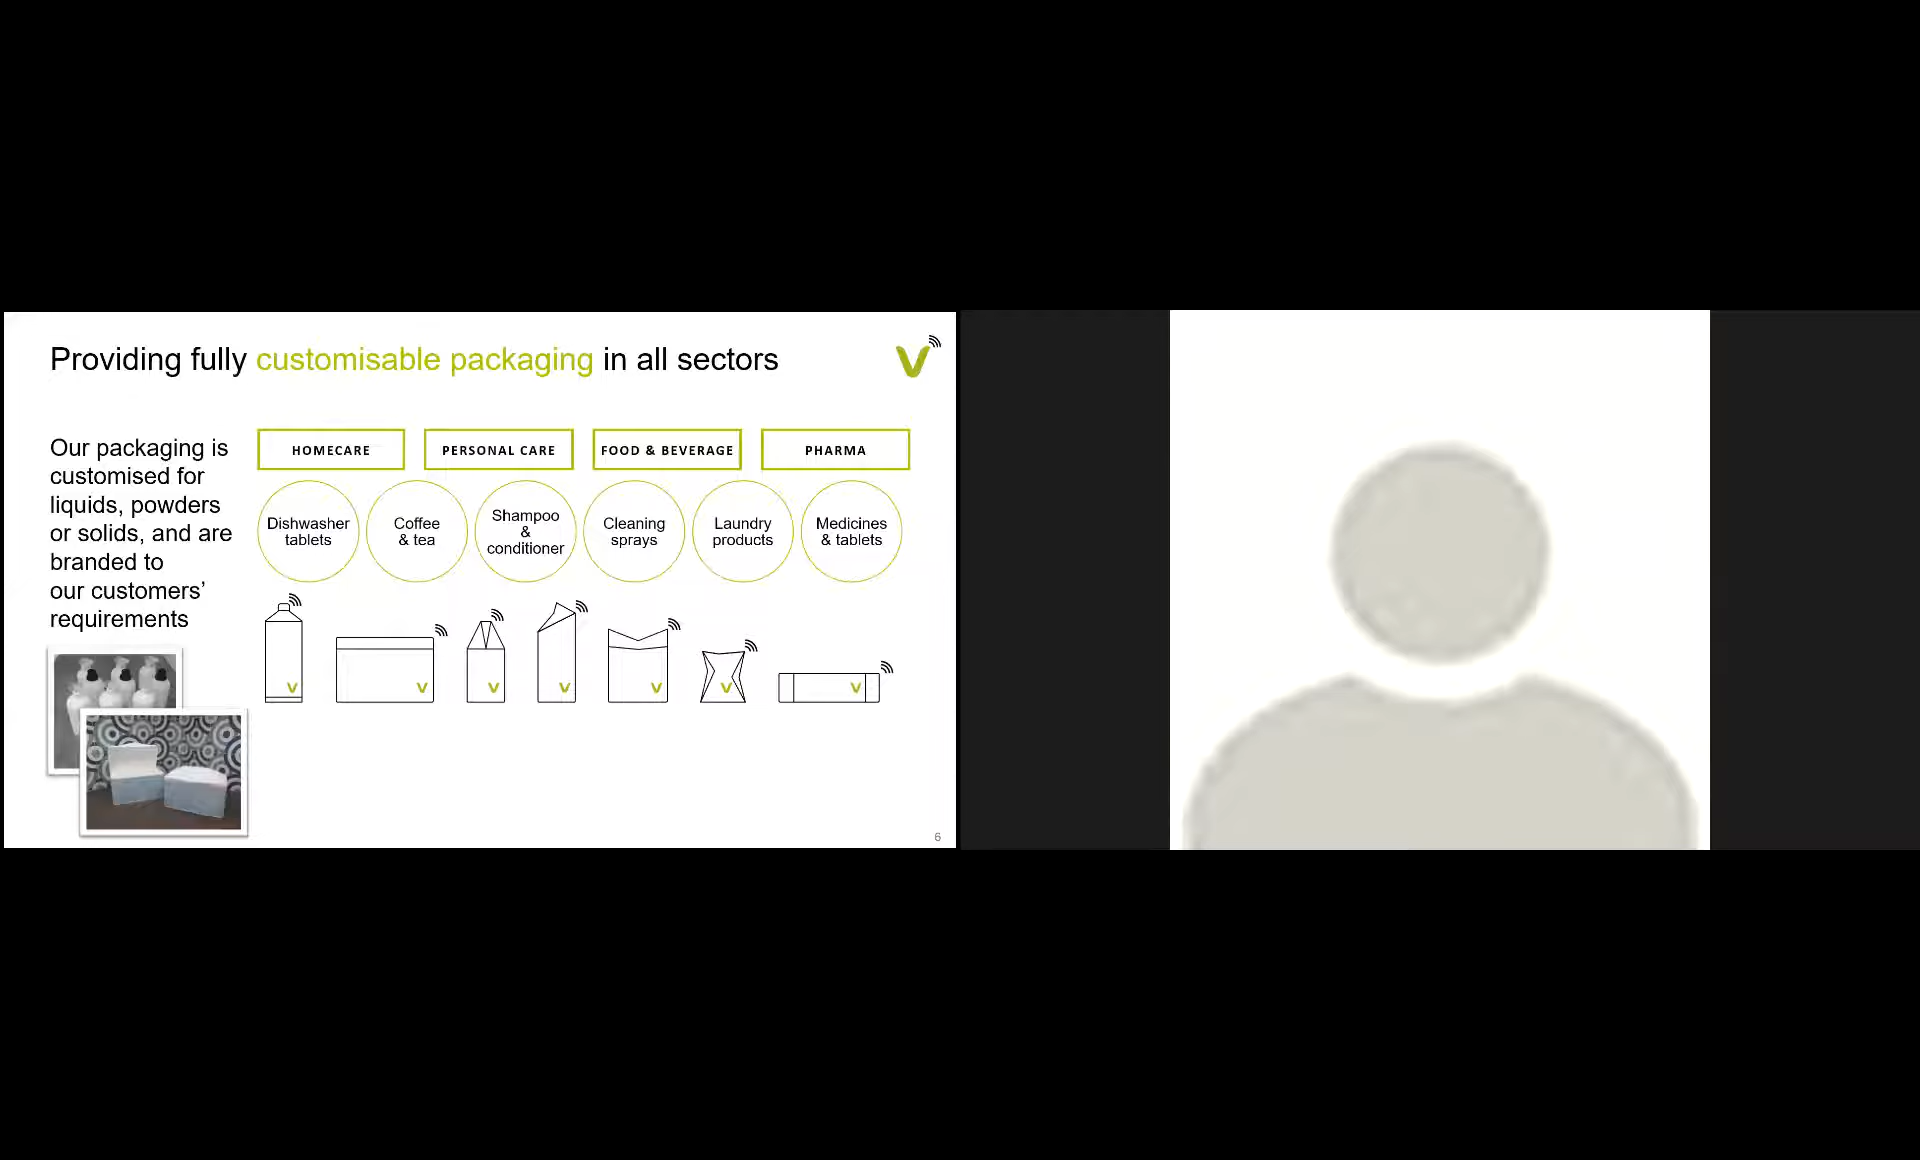 Providing fully customisable packaging in all sectors
V
Our packaging is
customised for
liquids, powders
or solids, and are
branded to
our customers’
requirements
HOMECARE
PERSONAL CARE
FOOD & BEVERAGE
PHARMA
Dishwasher
tablets
Coffee
& tea
Shampoo
&
conditioner
Cleaning
sprays
Laundry
products
Medicines
& tablets
V
V
V
V
V
V
V
6